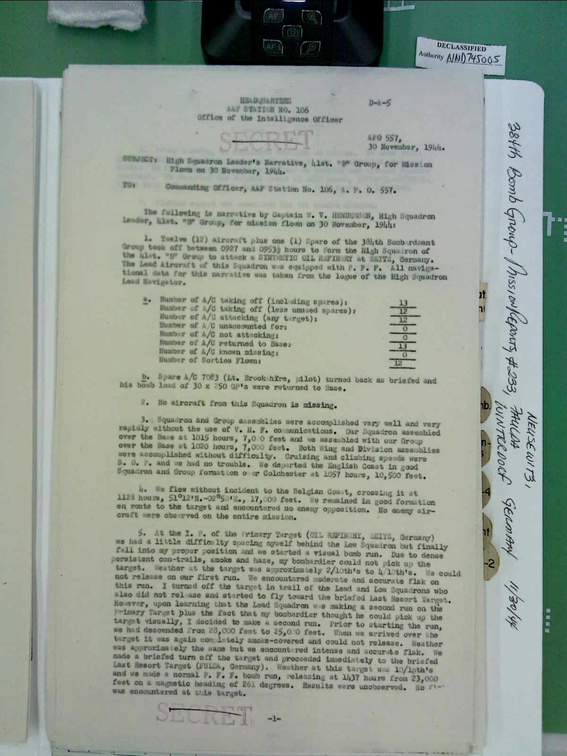 DECLASSIFIED
Authority NND745005
HEADQUARTERS
AAF STATION NO. 106
Office of the Intelligence Officer
D-a-5
SECRET
APO 557,
30 November, 1944.
SUBJECT: High Squadron Leader's Narrative, 41st. "B" Group, for Mission
Flown on 30 November, 1944.
TO: Commanding Officer, AAF Station No. 106, A. P. O. 557.
The following is narrative by Captain W. V. HENDERSON, High Squadron
Leader, 41st. "B" Group, for mission flown on 30 November, 1944:
1. Twelve (12) aircraft plus one (1) Spare of the 384th Bombardment
Group took off between 0927 and 0953½ hours to form the High Squadron of
the 41st. "B" Group to attack a SYNTHETIC OIL REFINERY at ZEITZ, Germany.
The Lead Aircraft of this Squadron was equipped with P. F. F. All naviga-
tional data for this narrative was taken from the logue of the High Squadron
Lead Navigator.
a. Number of A/C taking off (including spares): 13
Number of A/C taking off (less unused spares): 12
Number of A/C attacking (any target): 12
Number of A/C unaccounted for: 0
Number of A/C not attacking: 0
Number of A/C returned to Base: 13
Number of A/C known missing: 0
Number of Sorties Flown: 12
b. Spare A/C 7083 (Lt. Brookshire, pilot) turned back as briefed and
his bomb load of 30 x 250 GP's were returned to Base.
2. No aircraft from this Squadron is missing.
3. Squadron and Group assemblies were accomplished very well and very
rapidly without the use of V. H. F. communications. Our Squadron assembled
over the Base at 1015 hours, 7,000 feet and we assembled with our Group
over the Base at 1020 hours, 7,000 feet. Both Wing and Division assemblies
were accomplished without difficulty. Cruising and climbing speeds were
S. O. P. and we had no trouble. We departed the English Coast in good
Squadron and Group formation over Colchester at 1057 hours, 10,500 feet.
4. We flew without incident to the Belgian Coast, crossing it at
1128 hours, 51°12'N.-02°50'E., 17,000 feet. We remained in good formation
en route to the target and encountered no enemy opposition. No enemy air-
craft were observed on the entire mission.
5. At the I. P. of the Primary Target (OIL REFINERY, ZEITZ, Germany)
we had a little difficulty spacing myself behind the Low Squadron but finally
fell into my proper position and we started a visual bomb run. Due to dense
persistent con-trails, smoke and haze, my bombardier could not pick up the
target. Weather at the target was approximately 2/10th's to 4/10th's. We could
not release on our first run. We encountered moderate and accurate flak on
this run. I turned off the target in trail of the Lead and Low Squadrons who
also did not release and started to fly toward the briefed Last Resort Target.
However, upon learning that the Lead Squadron was making a second run on the
Primary Target plus the fact that my bombardier thought he could pick up the
target visually, I decided to make a second run. Prior to starting the run,
we had descended from 28,000 feet to 25,000 feet. When we arrived over the
target it was again completely smoke-covered and could not release. Weather
was approximately the same but we encountered intense and accurate flak. We
made a briefed turn off the target and proceeded immediately to the briefed
Last Resort Target (FULDA, Germany). Weather at this target was 10/10th's
and we made a normal P. F. F. bomb run, releasing at 1437 hours from 23,000
feet on a magnetic heading of 261 degrees. Results were unobserved. No fl
was encountered at this target.
SECRET
-1-
384th Bomb Group - Mission Reports, #233,
FAULDA
WINTERDORF GERMANY 11/30/44
-4
-2